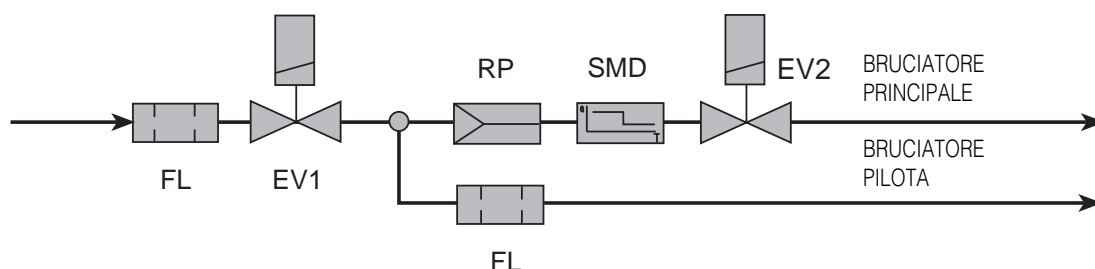 RP
SMD
EV2
BRUCIATORE
PRINCIPALE
T
FL
EV1
BRUCIATORE
PILOTA
FL